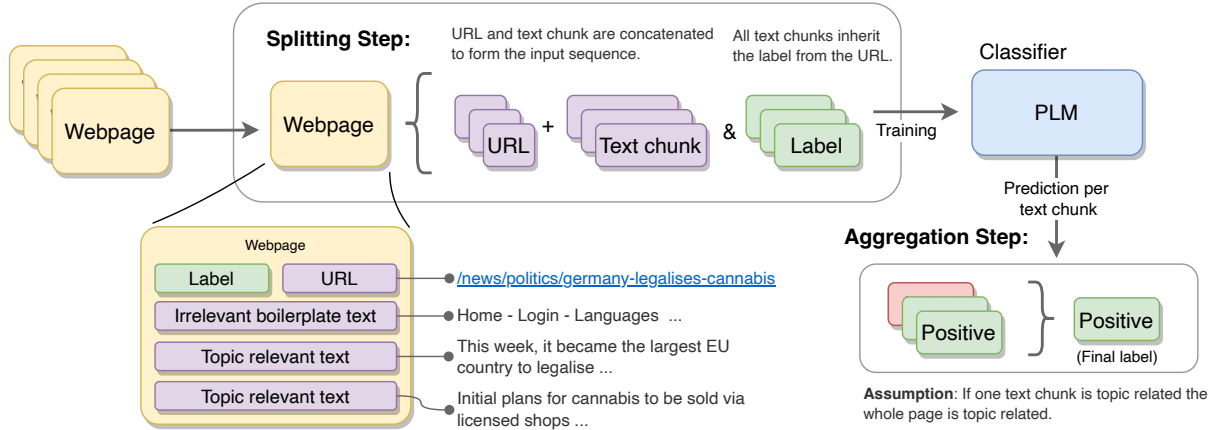 Splitting Step:
URL and text chunk are concatenated
to form the input sequence.
All text chunks inherit
the label from the URL.
Classifier
Webpage
Webpage
URL
+
Text chunk
&
Label
Training
PLM
Prediction per
text chunk
Webpage
Label
URL
/news/politics/germany-legalises-cannabis
Irrelevant boilerplate text
Home - Login - Languages ...
Topic relevant text
This week, it became the largest EU
country to legalise ...
Topic relevant text
Initial plans for cannabis to be sold via
licensed shops ...
Aggregation Step:
Positive
Positive
(Final label)
Assumption: If one text chunk is topic related the
whole page is topic related.